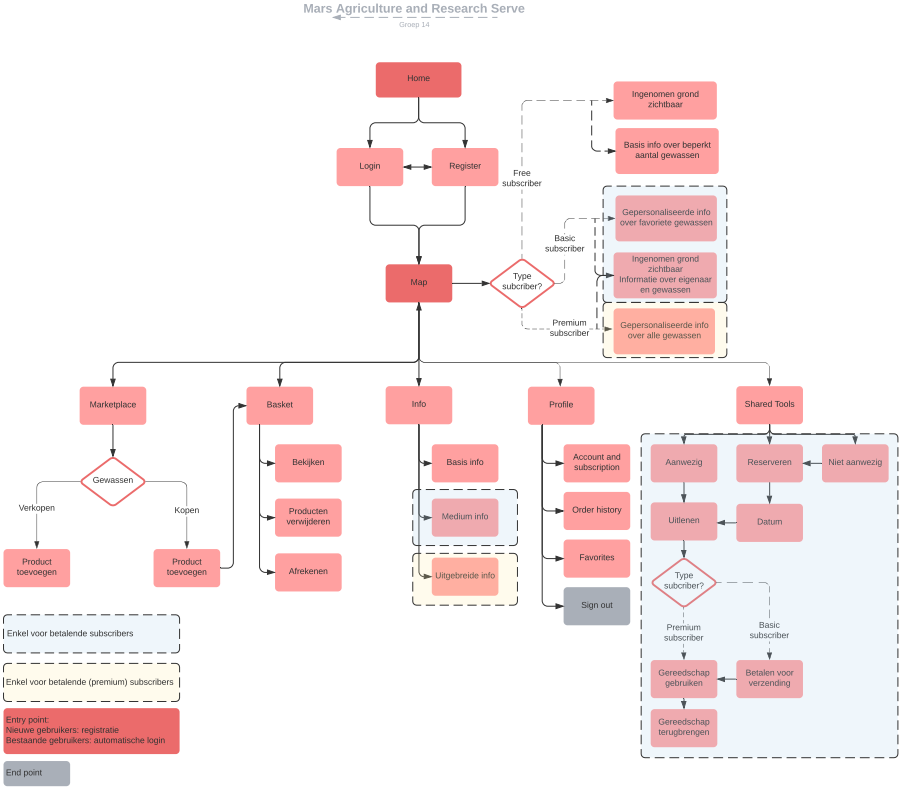 Mars Agriculture and Research Serve
Groep 14
Home
Login
Register
Map
Type
subcriber?
Free
subscriber
Ingenomen grond
zichtbaar
Basis info over beperkt
aantal gewassen
Basic
subscriber
Gepersonaliseerde info
over favoriete gewassen
Ingenomen grond
zichtbaar
Informatie over eigenaar
en gewassen
Premium
subscriber
Gepersonaliseerde info
over alle gewassen
Marketplace
Basket
Info
Profile
Shared Tools
Gewassen
Verkopen
Kopen
Product
toevoegen
Product
toevoegen
Bekijken
Producten
verwijderen
Afrekenen
Basis info
Medium info
Uitgebreide info
Account and
subscription
Order history
Favorites
Sign out
Aanwezig
Reserveren
Niet aanwezig
Uitlenen
Datum
Type
subcriber?
Premium
subscriber
Basic
subscriber
Gereedschap
gebruiken
Betalen voor
verzending
Gereedschap
terugbrengen
Enkel voor betalende subscribers
Enkel voor betalende (premium) subscribers
Entry point:
Nieuwe gebruikers: registratie
Bestaande gebruikers: automatische login
End point